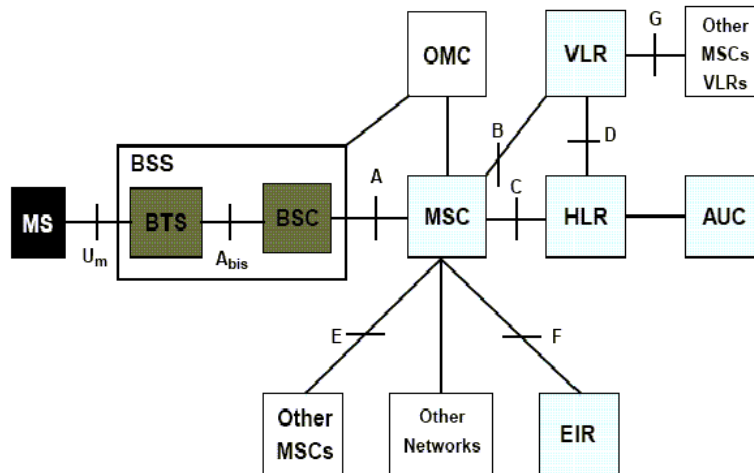 G
OMC
VLR
Other
MSCs
VLRs
B
D
BSS
A
C
MS
BTS
BSC
MSC
HLR
AUC
Um
Abis
E
F
Other
MSCs
Other
Networks
EIR